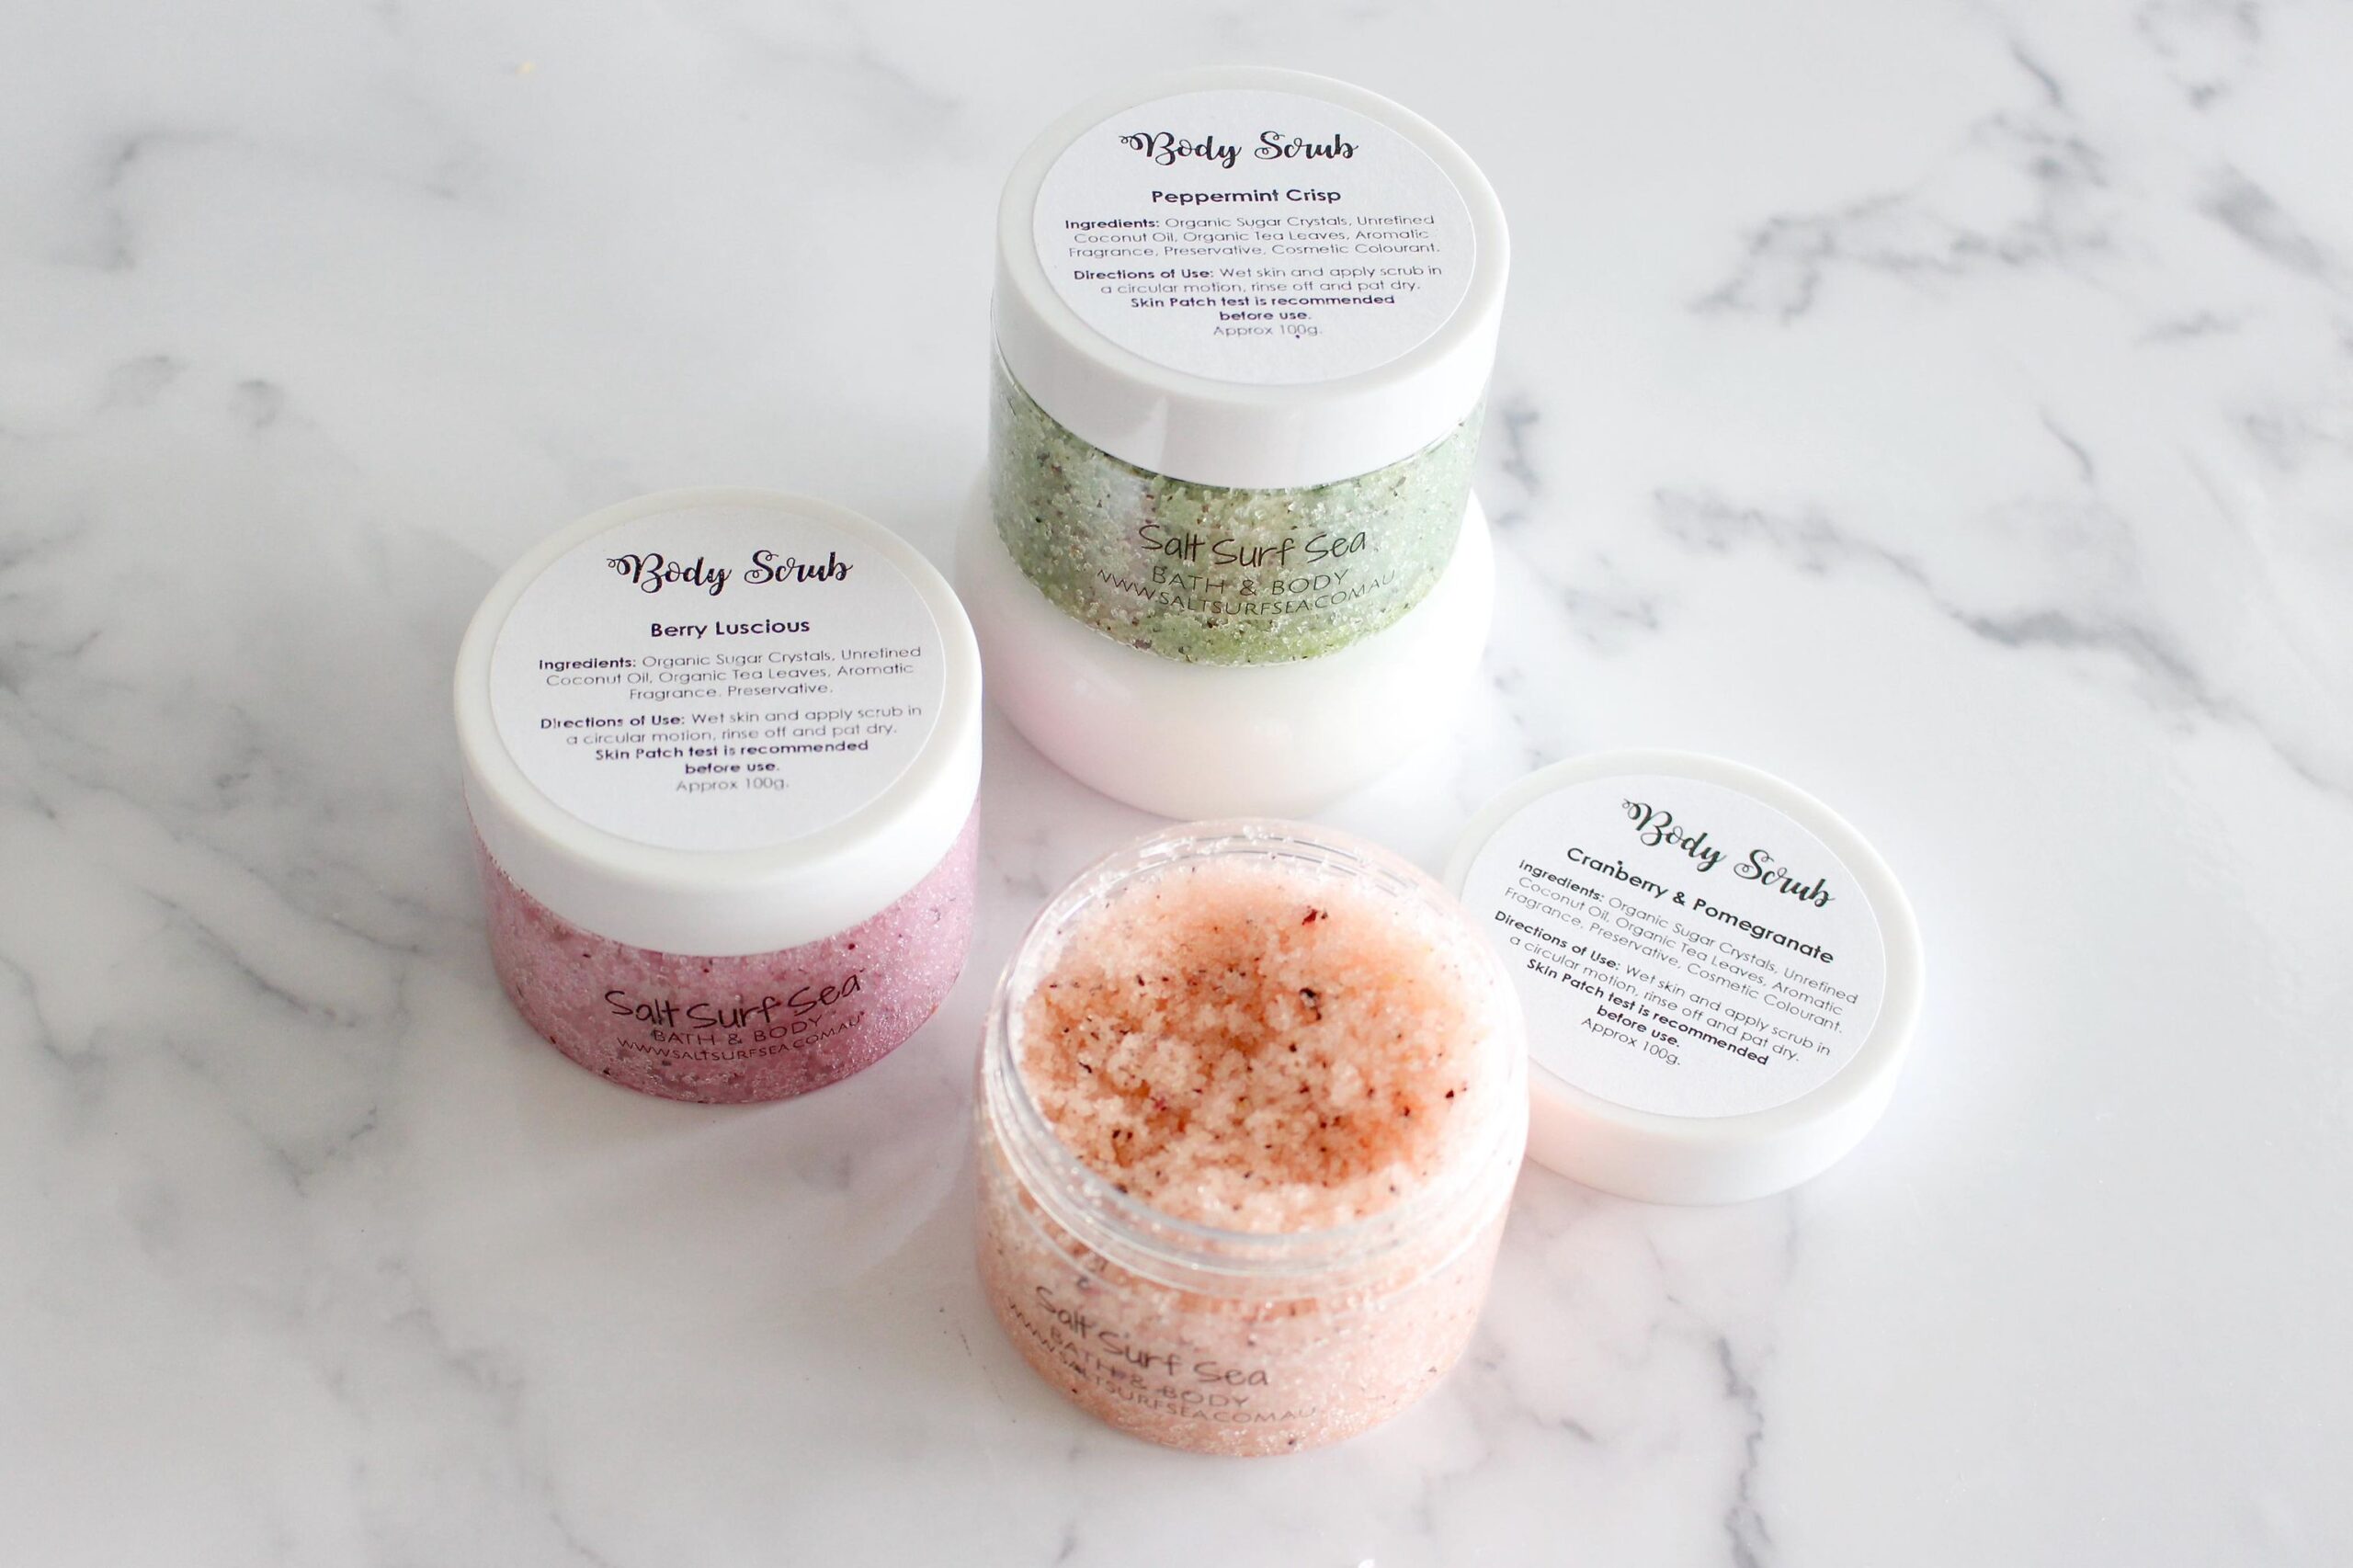 Body Scrub
Peppermint Crisp
Ingredients: Organic Sugar Crystals, Unrefined
Coconut Oil, Organic Tea Leaves, Aromatic
Fragrance, Preservative, Cosmetic Colourant.
Directions of Use: Wet skin and apply scrub in
a circular motion, rinse off and pat dry.
Skin Patch test is recommended
before use.
Approx 100g.
Salt Surf Sea
BATH & BODY
WWW.SALTSURFSEA.COM.AU
Body Scrub
Berry Luscious
Ingredients: Organic Sugar Crystals, Unrefined
Coconut Oil, Organic Tea Leaves, Aromatic
Fragrance. Preservative.
Directions of Use: Wet skin and apply scrub in
a circular motion, rinse off and pat dry.
Skin Patch test is recommended
before use.
Approx 100g.
Salt Surf Sea
BATH & BODY
WWW.SALTSURFSEA.COM.AU
Body Scrub
Cranberry & Pomegranate
Ingredients: Organic Sugar Crystals, Unrefined
Coconut Oil, Organic Tea Leaves, Aromatic
Fragrance, Preservative, Cosmetic Colourant.
Directions of Use: Wet skin and apply scrub in
a circular motion, rinse off and pat dry.
Skin Patch test is recommended
before use.
Approx 100g.
Salt Surf Sea
BATH & BODY
WWW.SALTSURFSEA.COM.AU